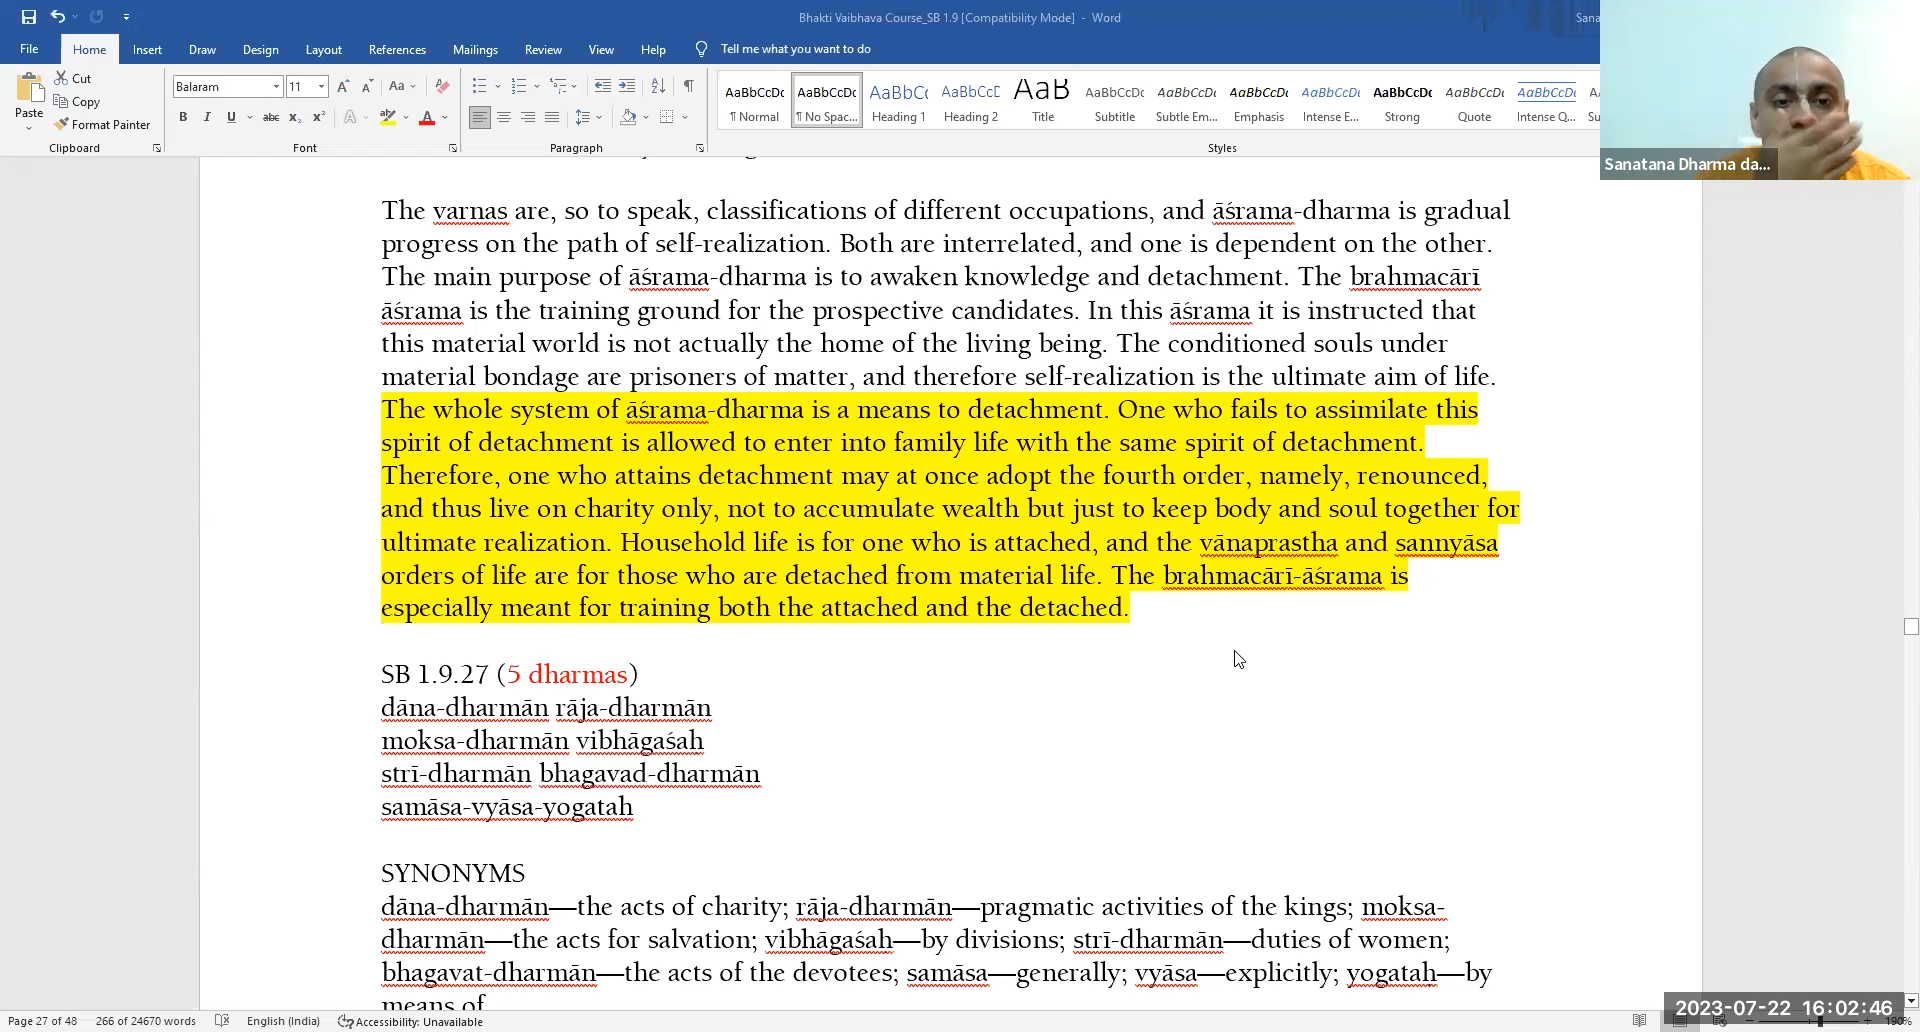 Bhakti Vaibhava Course_SB 1.9 [Compatibility Mode] - Word
Sana
File Home Insert Draw Design Layout References Mailings Review View Help Tell me what you want to do
Paste
Cut
Copy
Format Painter
Clipboard
Balaram 11
Font
Paragraph
AaBbCcDc AaBbCcDc AaBbCc AaBbCcD AaB AaBbCcDc AaBbCcDc AaBbCcDc AaBbCcDc AaBbCcDc AaBbCcDc AaBbCcDc
¶ Normal ¶ No Spac... Heading 1 Heading 2 Title Subtitle Subtle Em... Emphasis Intense E... Strong Quote Intense Q...
Styles
Sanatana Dharma da...
The varnas are, so to speak, classifications of different occupations, and āśrama-dharma is gradual
progress on the path of self-realization. Both are interrelated, and one is dependent on the other.
The main purpose of āśrama-dharma is to awaken knowledge and detachment. The brahmacārī
āśrama is the training ground for the prospective candidates. In this āśrama it is instructed that
this material world is not actually the home of the living being. The conditioned souls under
material bondage are prisoners of matter, and therefore self-realization is the ultimate aim of life.
The whole system of āśrama-dharma is a means to detachment. One who fails to assimilate this
spirit of detachment is allowed to enter into family life with the same spirit of detachment.
Therefore, one who attains detachment may at once adopt the fourth order, namely, renounced,
and thus live on charity only, not to accumulate wealth but just to keep body and soul together for
ultimate realization. Household life is for one who is attached, and the vānaprastha and sannyāsa
orders of life are for those who are detached from material life. The brahmacārī-āśrama is
especially meant for training both the attached and the detached.
SB 1.9.27 (5 dharmas)
dāna-dharmān rāja-dharmān
moksa-dharmān vibhāgaśah
strī-dharmān bhagavad-dharmān
samāsa-vyāsa-yogatah
SYNONYMS
dāna-dharmān—the acts of charity; rāja-dharmān—pragmatic activities of the kings; moksa-
dharmān—the acts for salvation; vibhāgaśah—by divisions; strī-dharmān—duties of women;
bhagavat-dharmān—the acts of the devotees; samāsa—generally; vyāsa—explicitly; yogatah—by
means of
Page 27 of 48 266 of 24670 words English (India) Accessibility: Unavailable
2023-07-22 16:02:46
190%